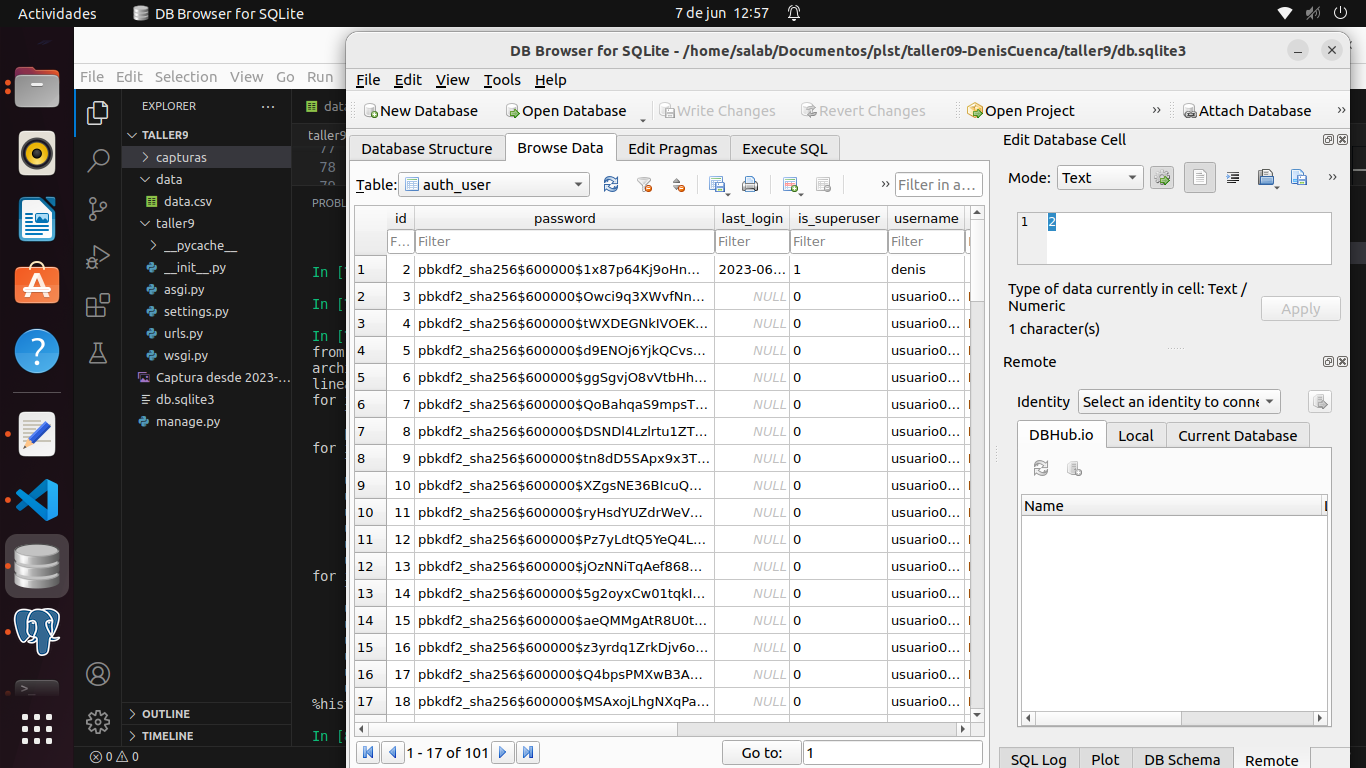 Actividades
DB Browser for SQLite
7 de jun 12:57
DB Browser for SQLite - /home/salab/Documentos/plst/taller09-DenisCuenca/taller9/db.sqlite3
File Edit Selection View Go Run
EXPLORER
TALLER9
capturas
data
data.csv
taller9
__pycache__
__init__.py
asgi.py
settings.py
urls.py
wsgi.py
Captura desde 2023-...
db.sqlite3
manage.py
OUTLINE
TIMELINE
0 0
data
taller9
77
78
79
PROBL
In [
In [
In [
from
archi
linea
for
for
for
%hist
In [
File Edit View Tools Help
New Database Open Database Write Changes Revert Changes Open Project Attach Database
Database Structure Browse Data Edit Pragmas Execute SQL
Table: auth_user Filter in a...
id password last_login is_superuser username
F... Filter Filter Filter Filter
1 2 pbkdf2_sha256$600000$1x87p64Kj9oHn... 2023-06... 1 denis
2 3 pbkdf2_sha256$600000$Owci9q3XWvfNn... NULL 0 usuario0...
3 4 pbkdf2_sha256$600000$tWXDEGNkIVOEK... NULL 0 usuario0...
4 5 pbkdf2_sha256$600000$d9ENOj6YjkQCvs... NULL 0 usuario0...
5 6 pbkdf2_sha256$600000$ggSgvjO8vVtbHh... NULL 0 usuario0...
6 7 pbkdf2_sha256$600000$QoBahqaS9mpsT... NULL 0 usuario0...
7 8 pbkdf2_sha256$600000$DSNDl4Lzlrtu1ZT... NULL 0 usuario0...
8 9 pbkdf2_sha256$600000$tn8dD5SApx9x3T... NULL 0 usuario0...
9 10 pbkdf2_sha256$600000$XZgsNE36BIcuQ... NULL 0 usuario0...
10 11 pbkdf2_sha256$600000$ryHsdYUZdrWeV... NULL 0 usuario0...
11 12 pbkdf2_sha256$600000$Pz7yLdtQ5YeQ4L... NULL 0 usuario0...
12 13 pbkdf2_sha256$600000$jOzNNiTqAef868... NULL 0 usuario0...
13 14 pbkdf2_sha256$600000$5g2oyxCw01tqkI... NULL 0 usuario0...
14 15 pbkdf2_sha256$600000$aeQMMgAtR8U0t... NULL 0 usuario0...
15 16 pbkdf2_sha256$600000$z3yrdq1ZrkDjv6o... NULL 0 usuario0...
16 17 pbkdf2_sha256$600000$Q4bpsPMXwB3A... NULL 0 usuario0...
17 18 pbkdf2_sha256$600000$MSAxojLhgNXqPa... NULL 0 usuario0...
1 - 17 of 101 Go to: 1
Edit Database Cell
Mode: Text
1 2
Type of data currently in cell: Text /
Numeric
1 character(s)
Apply
Remote
Identity Select an identity to conne
DBHub.io Local Current Database
Name
SQL Log Plot DB Schema Remote